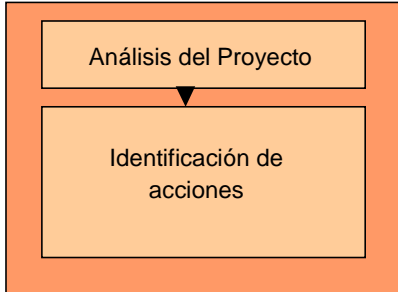 Análisis del Proyecto
Identificación de
acciones